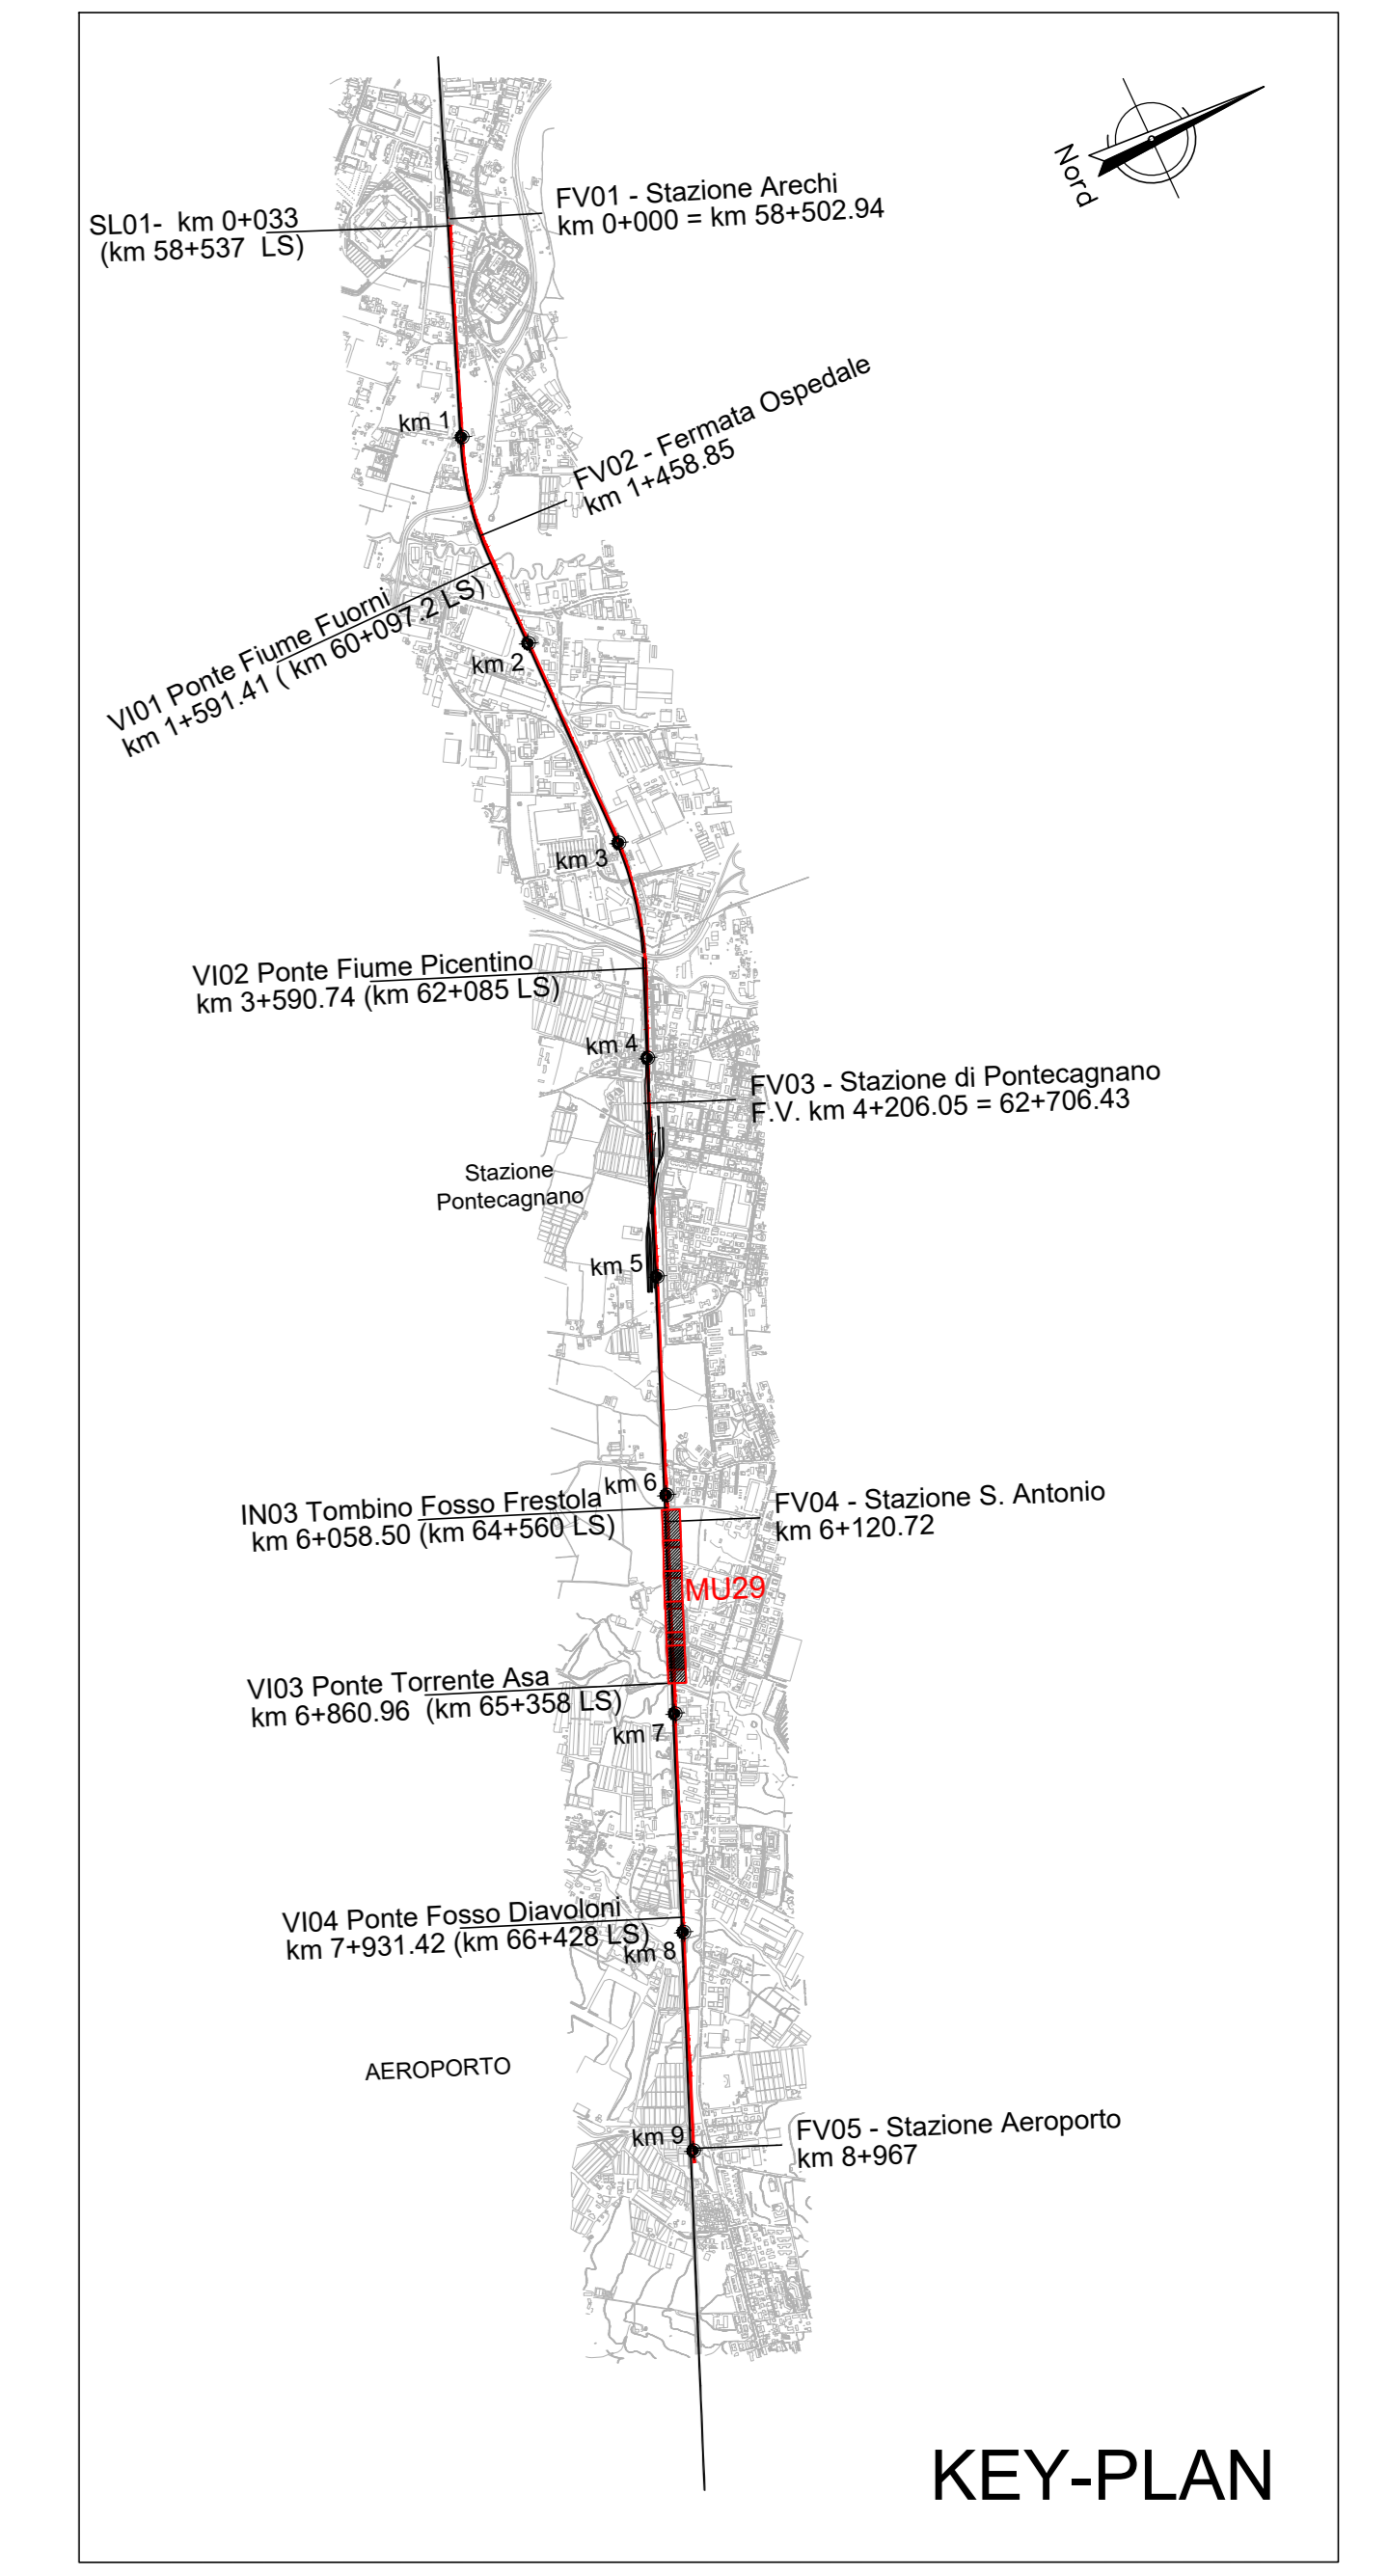 Nord
FV01 - Stazione Arechi
km 0+000 = km 58+502.94
SL01- km 0+033
(km 58+537 LS)
km 1
FV02 - Fermata Ospedale
km 1+458.85
VI01 Ponte Fiume Fuorni
km 1+591.41 ( km 60+097.2 LS)
km 2
km 3
VI02 Ponte Fiume Picentino
km 3+590.74 (km 62+085 LS)
km 4
FV03 - Stazione di Pontecagnano
F.V. km 4+206.05 = 62+706.43
Stazione
Pontecagnano
km 5
km 6
IN03 Tombino Fosso Frestola
km 6+058.50 (km 64+560 LS)
FV04 - Stazione S. Antonio
km 6+120.72
MU29
VI03 Ponte Torrente Asa
km 6+860.96 (km 65+358 LS)
km 7
VI04 Ponte Fosso Diavoloni
km 7+931.42 (km 66+428 LS)
km 8
AEROPORTO
km 9
FV05 - Stazione Aeroporto
km 8+967
KEY-PLAN